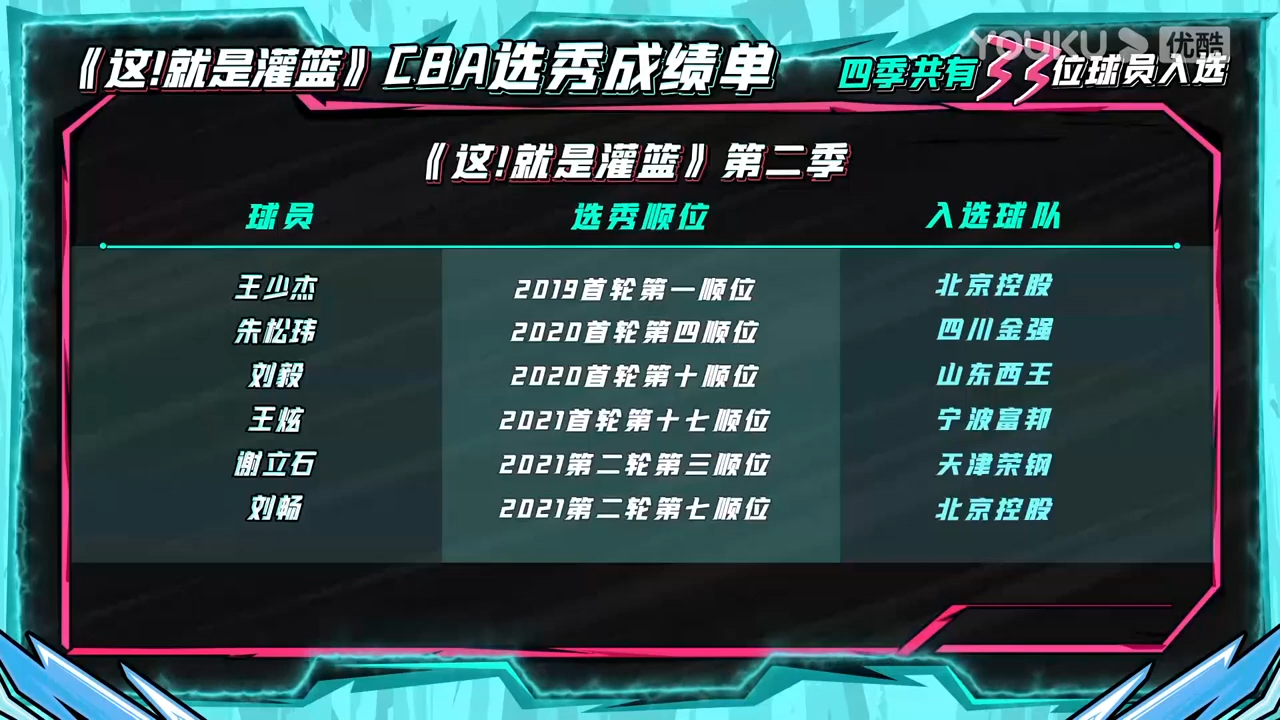 《这!就是灌篮》CBA选秀成绩单
四季共有33位球员入选
YOUKU 优酷
《这!就是灌篮》第二季
球员 选秀顺位 入选球队
王少杰 2019首轮第一顺位 北京控股
朱松玮 2020首轮第四顺位 四川金强
刘毅 2020首轮第十顺位 山东西王
王炫 2021首轮第十七顺位 宁波富邦
谢立石 2021第二轮第三顺位 天津荣钢
刘畅 2021第二轮第七顺位 北京控股